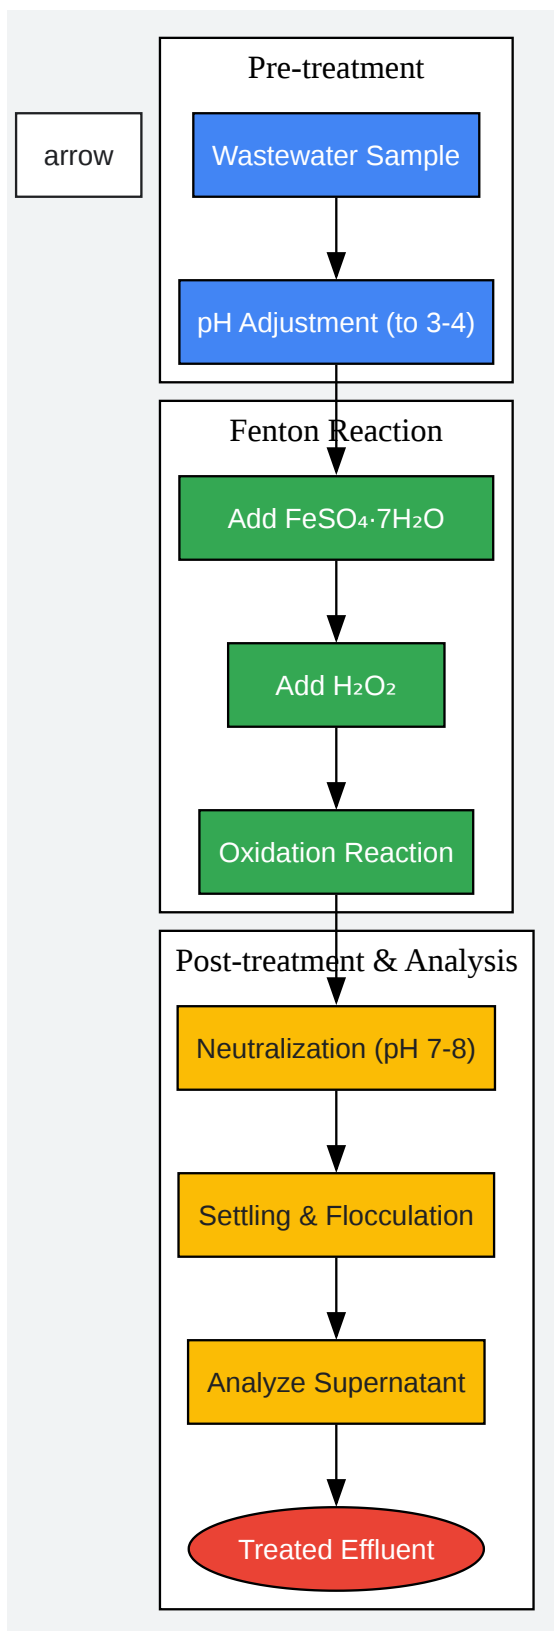 Pre-treatment
arrow
Wastewater Sample
pH Adjustment (to 3-4)
Fenton Reaction
Add FeSO₄·7H₂O
Add H₂O₂
Oxidation Reaction
Post-treatment & Analysis
Neutralization (pH 7-8)
Settling & Flocculation
Analyze Supernatant
Treated Effluent